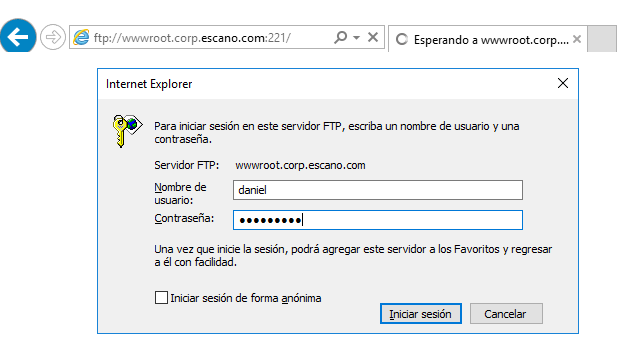 ftp://wwwroot.corp.escano.com:221/
Esperando a wwwroot.corp....
Internet Explorer
Para iniciar sesión en este servidor FTP, escriba un nombre de usuario y una
contraseña.
Servidor FTP: wwwroot.corp.escano.com
Nombre de
usuario: daniel
Contraseña: ●●●●●●●●●
Una vez que inicie la sesión, podrá agregar este servidor a los Favoritos y regresar
a él con facilidad.
Iniciar sesión de forma anónima
Iniciar sesión Cancelar